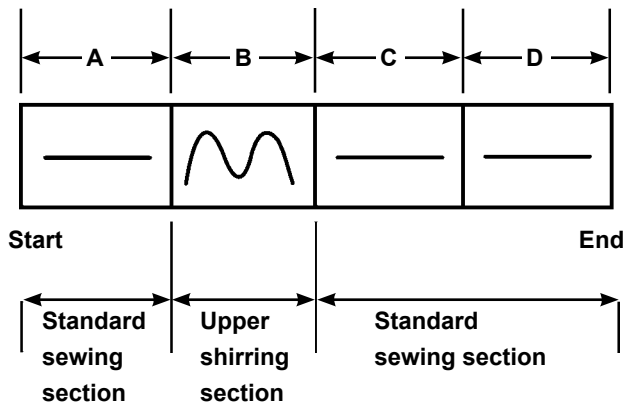 A B C D
Start End
Standard sewing section
Upper shirring section
Standard sewing section